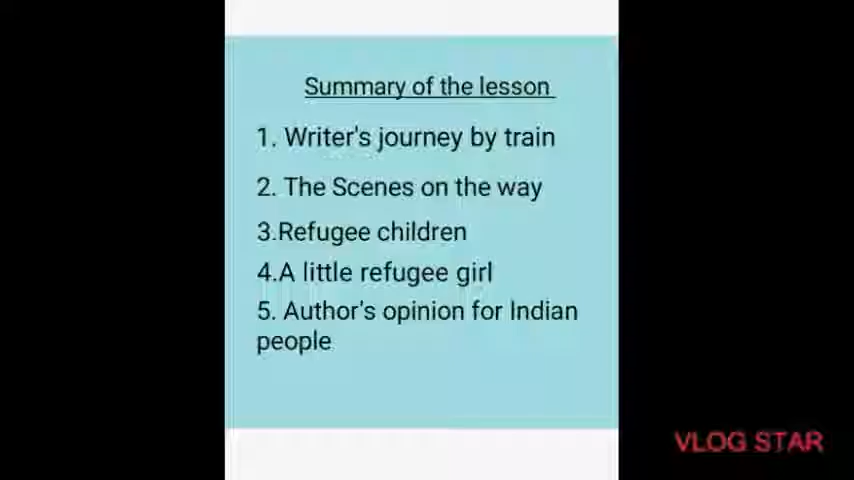 Summary of the lesson
1. Writer's journey by train
2. The Scenes on the way
3.Refugee children
4.A little refugee girl
5. Author's opinion for Indian
people
VLOG STAR